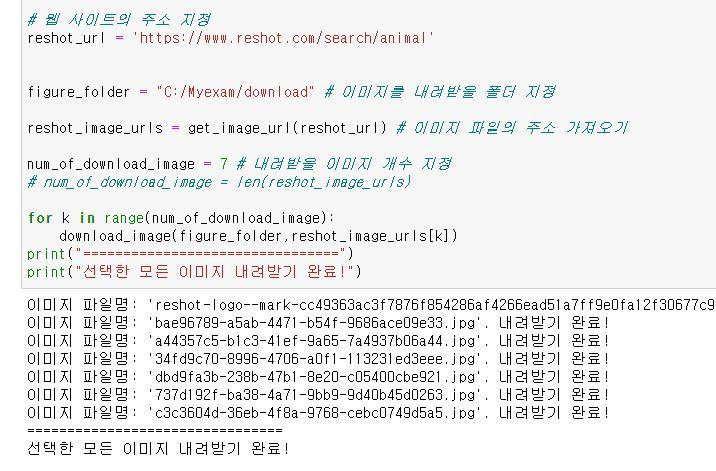 # 웹 사이트의 주소 지정
reshot_url = 'https://www.reshot.com/search/animal'
figure_folder = "C:/Myexam/download" # 이미지를 내려받을 폴더 지정
reshot_image_urls = get_image_url(reshot_url) # 이미지 파일의 주소 가져오기
num_of_download_image = 7 # 내려받을 이미지 개수 지정
# num_of_download_image = len(reshot_image_urls)
for k in range(num_of_download_image):
    download_image(figure_folder,reshot_image_urls[k])
print("================================")
print("선택한 모든 이미지 내려받기 완료!")
이미지 파일명: 'reshot-logo--mark-cc49363ac3f7876f854286af4266ead51a7ff9e0fa12f30677c9
이미지 파일명: 'bae96789-a5ab-4471-b54f-9686ace09e33.jpg'. 내려받기 완료!
이미지 파일명: 'a44357c5-b1c3-41ef-9a65-7a4937b06a44.jpg'. 내려받기 완료!
이미지 파일명: '34fd9c70-8996-4706-a0f1-113231ed3eee.jpg'. 내려받기 완료!
이미지 파일명: 'dbd9fa3b-238b-47b1-8e20-c05400cbe921.jpg'. 내려받기 완료!
이미지 파일명: '737d192f-ba38-4a71-9bb9-9d40b45d0263.jpg'. 내려받기 완료!
이미지 파일명: 'c3c3604d-36eb-4f8a-9768-cebc0749d5a5.jpg'. 내려받기 완료!
================================
선택한 모든 이미지 내려받기 완료!